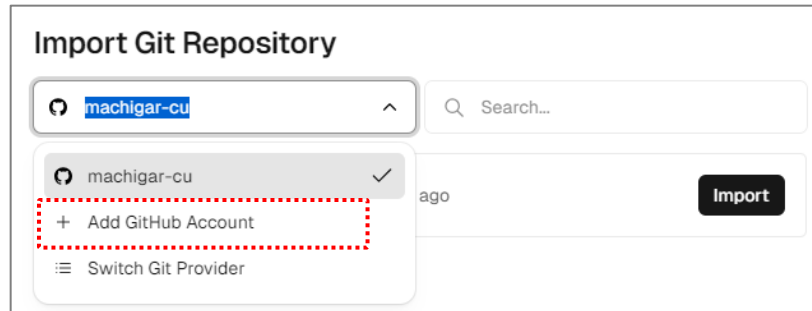 Import Git Repository
machigar-cu
Search...
machigar-cu
ago
Import
Add GitHub Account
Switch Git Provider